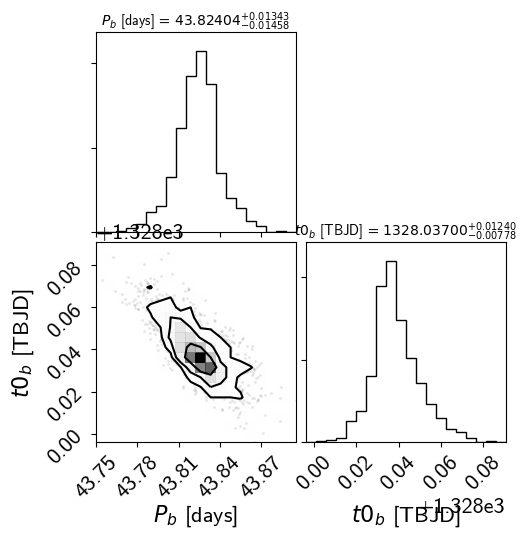 P_b [days] = 43.82404^{+0.01343}_{-0.01458}
+1.328e3
t0_b [TBJD] = 1328.03700^{+0.01240}_{-0.00778}
0.08
0.06
0.04
0.02
0.00
t0_b [TBJD]
43.75 43.78 43.81 43.84 43.87
P_b [days]
0.00 0.02 0.04 0.06 0.08
+1.328e3
t0_b [TBJD]